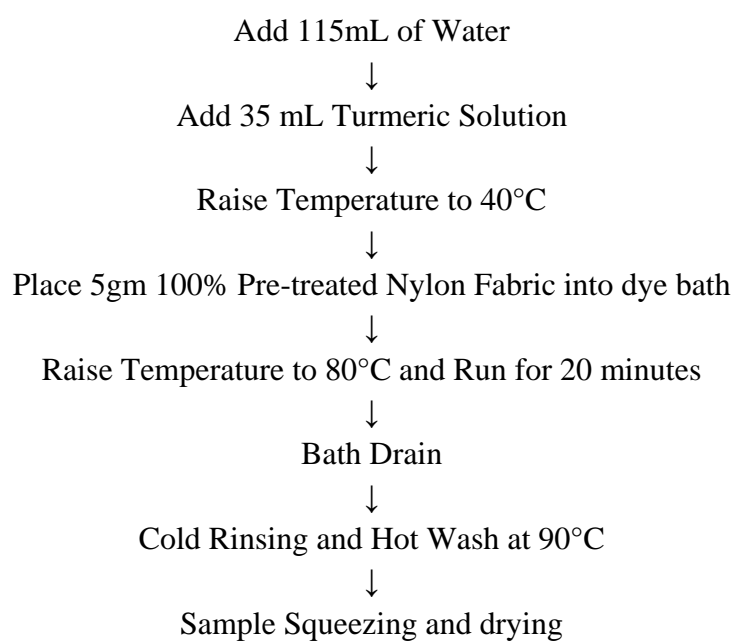 Add 115mL of Water
↓
Add 35 mL Turmeric Solution
↓
Raise Temperature to 40°C
↓
Place 5gm 100% Pre-treated Nylon Fabric into dye bath
↓
Raise Temperature to 80°C and Run for 20 minutes
↓
Bath Drain
↓
Cold Rinsing and Hot Wash at 90°C
↓
Sample Squeezing and drying